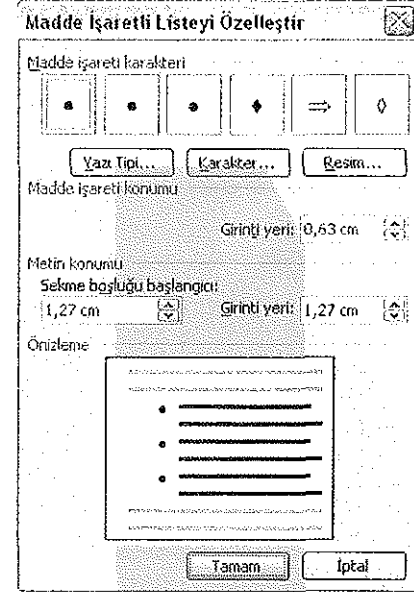 Madde İşaretli Listeyi Özelleştir
Madde işareti karakteri
Yazı Tipi... Karakter... Resim...
Madde işareti konumu
Girinti yeri: 0,63 cm
Metin konumu
Sekme boşluğu başlangıcı:
1,27 cm Girinti yeri: 1,27 cm
Önizleme
Tamam İptal